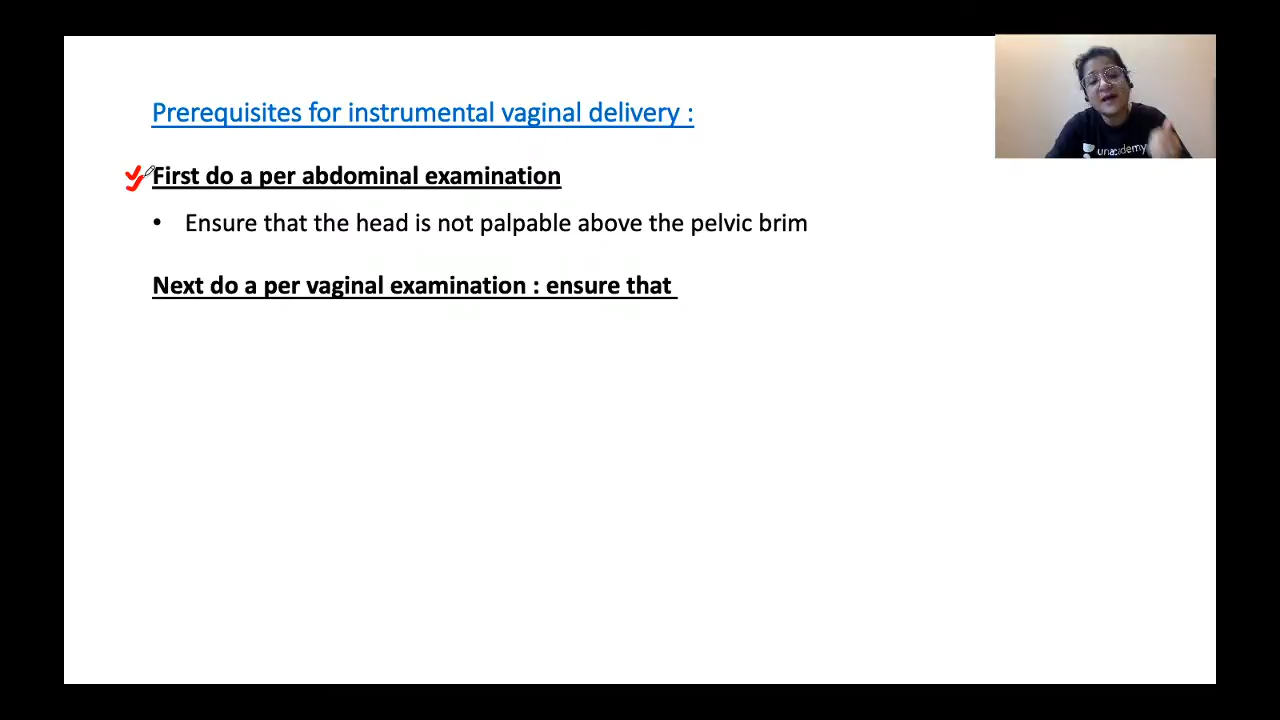 Prerequisites for instrumental vaginal delivery :
unacademy
First do a per abdominal examination
• Ensure that the head is not palpable above the pelvic brim
Next do a per vaginal examination : ensure that